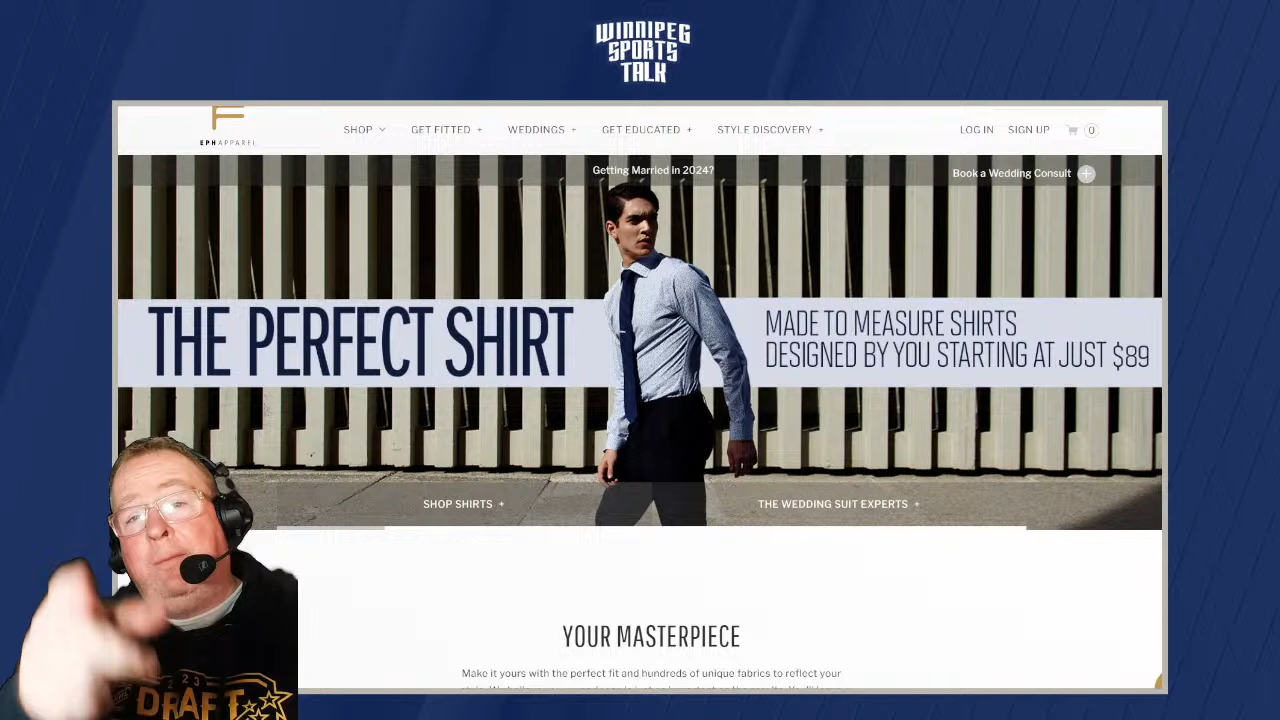 WINNIPEG
SPORTS
TALK
EPH APPAREL
SHOP
GET FITTED +
WEDDINGS +
GET EDUCATED +
STYLE DISCOVERY +
LOG IN
SIGN UP
0
Getting Married in 2024?
Book a Wedding Consult +
THE PERFECT SHIRT
MADE TO MEASURE SHIRTS
DESIGNED BY YOU STARTING AT JUST $89
SHOP SHIRTS +
THE WEDDING SUIT EXPERTS +
YOUR MASTERPIECE
Make it yours with the perfect fit and hundreds of unique fabrics to reflect your
DRAFT